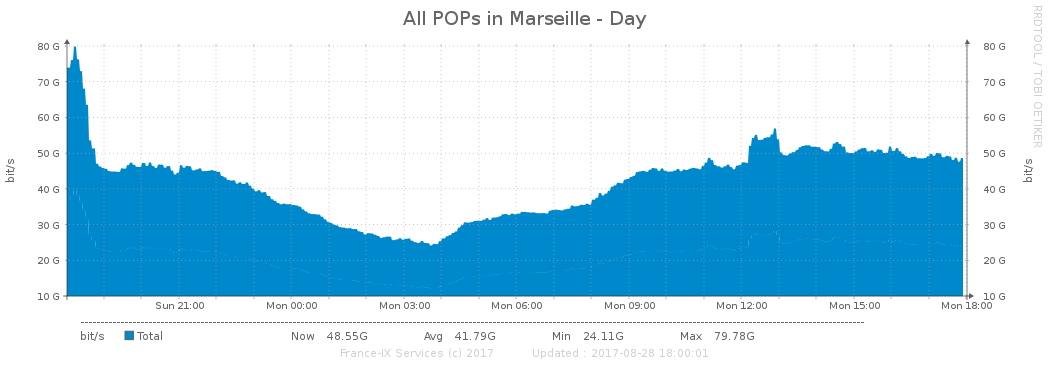 All POPs in Marseille - Day
RRDTOOL / TOBI OETIKER
80 G 80 G
70 G 70 G
60 G 60 G
50 G 50 G
40 G 40 G
30 G 30 G
20 G 20 G
10 G 10 G
bit/s bit/s
Sun 21:00 Mon 00:00 Mon 03:00 Mon 06:00 Mon 09:00 Mon 12:00 Mon 15:00 Mon 18:00
bit/s Total Now 48.55G Avg 41.79G Min 24.11G Max 79.78G
France-IX Services (c) 2017 Updated : 2017-08-28 18:00:01